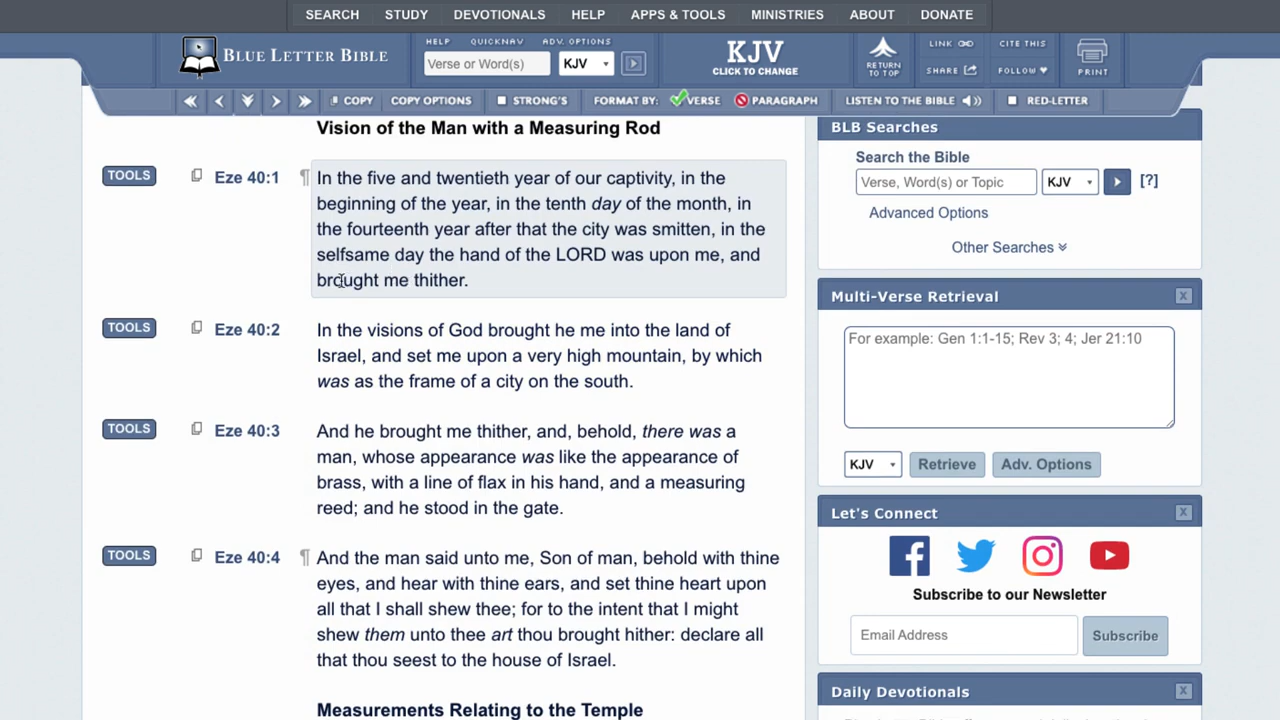 SEARCH STUDY DEVOTIONALS HELP APPS & TOOLS MINISTRIES ABOUT DONATE
BLUE LETTER BIBLE
HELP QUICKNAV ADV. OPTIONS
Verse or Word(s) KJV
KJV
CLICK TO CHANGE
RETURN
TO TOP
LINK
SHARE
CITE THIS
FOLLOW
PRINT
COPY COPY OPTIONS STRONG'S FORMAT BY: VERSE PARAGRAPH LISTEN TO THE BIBLE RED-LETTER
Vision of the Man with a Measuring Rod
TOOLS Eze 40:1 ¶ In the five and twentieth year of our captivity, in the
beginning of the year, in the tenth day of the month, in
the fourteenth year after that the city was smitten, in the
selfsame day the hand of the LORD was upon me, and
brought me thither.
TOOLS Eze 40:2 In the visions of God brought he me into the land of
Israel, and set me upon a very high mountain, by which
was as the frame of a city on the south.
TOOLS Eze 40:3 And he brought me thither, and, behold, there was a
man, whose appearance was like the appearance of
brass, with a line of flax in his hand, and a measuring
reed; and he stood in the gate.
TOOLS Eze 40:4 ¶ And the man said unto me, Son of man, behold with thine
eyes, and hear with thine ears, and set thine heart upon
all that I shall shew thee; for to the intent that I might
shew them unto thee art thou brought hither: declare all
that thou seest to the house of Israel.
Measurements Relating to the Temple
BLB Searches
Search the Bible
Verse, Word(s) or Topic KJV [?]
Advanced Options
Other Searches
Multi-Verse Retrieval X
For example: Gen 1:1-15; Rev 3; 4; Jer 21:10
KJV Retrieve Adv. Options
Let's Connect X
Subscribe to our Newsletter
Email Address Subscribe
Daily Devotionals X